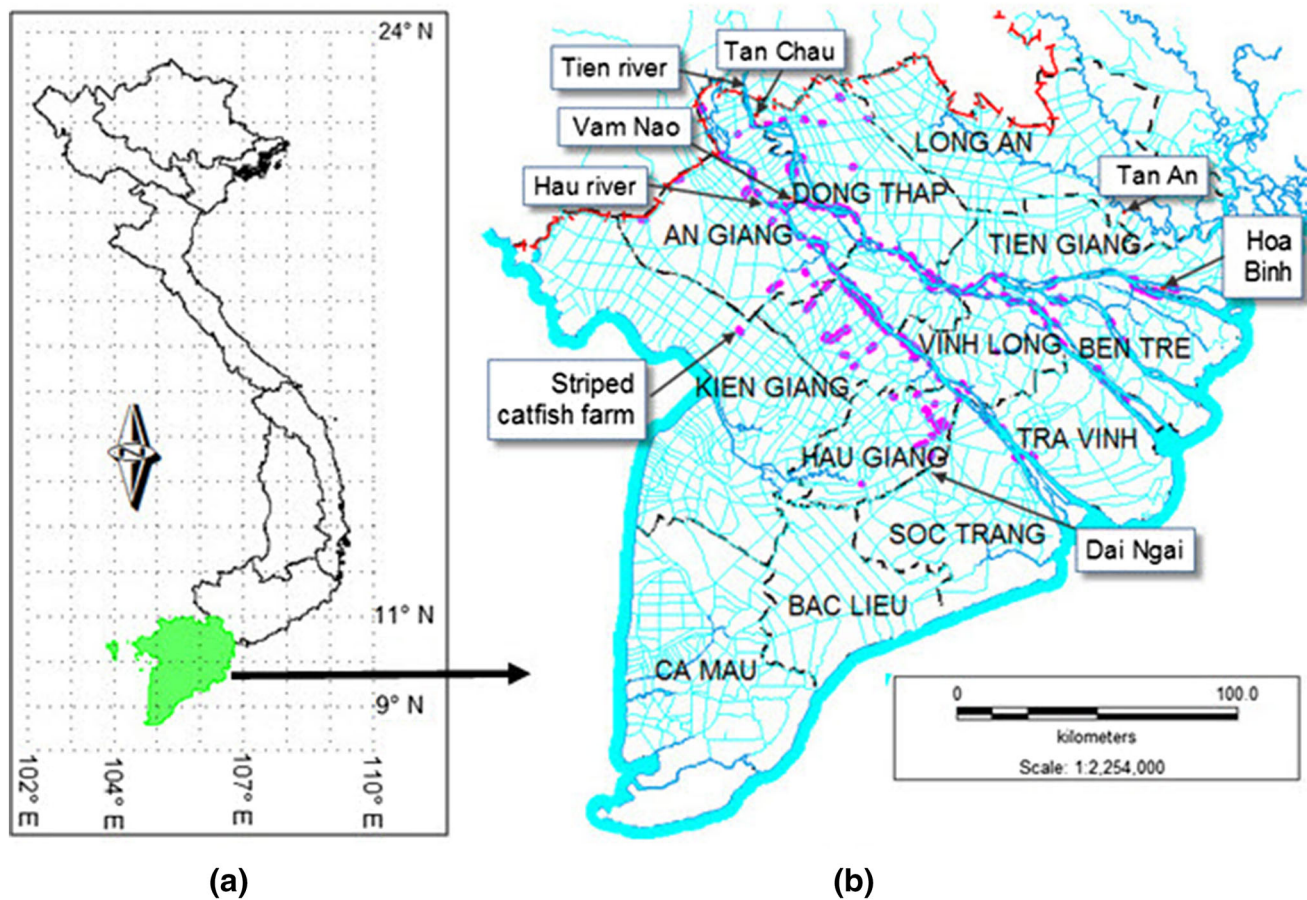 24° N
11° N
9° N
102° E
104° E
107° E
110° E
N
(a)
Tan Chau
Tien river
Vam Nao
Hau river
LONG AN
Tan An
DONG THAP
AN GIANG
TIEN GIANG
Hoa
Binh
VINH LONG
BEN TRE
Striped
catfish farm
KIEN GIANG
TRA VINH
HAU GIANG
SOC TRANG
Dai Ngai
BAC LIEU
CA MAU
0
100.0
kilometers
Scale: 1:2,254,000
(b)